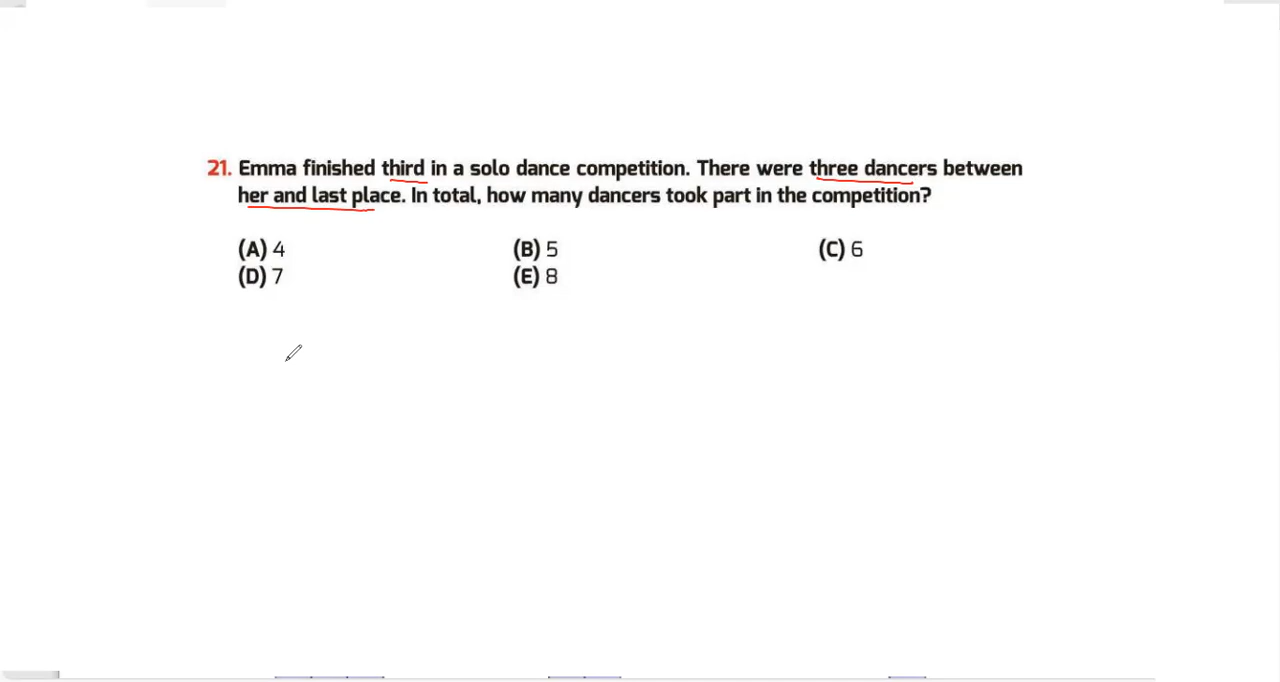 21. Emma finished third in a solo dance competition. There were three dancers between
her and last place. In total, how many dancers took part in the competition?
(A) 4 (B) 5 (C) 6
(D) 7 (E) 8